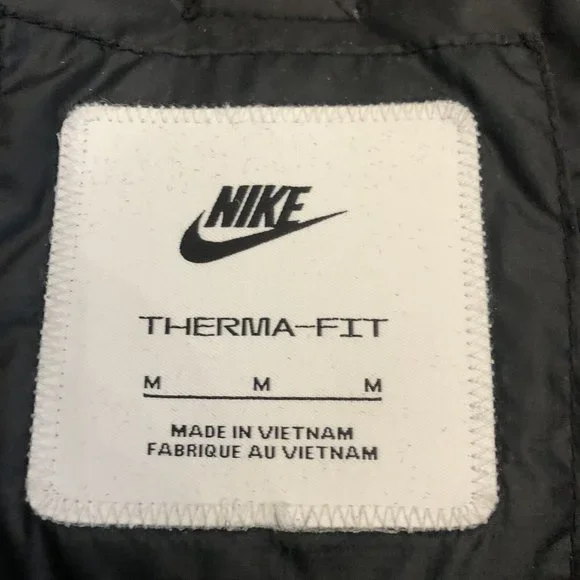 NIKE
THERMA-FIT
M M M
MADE IN VIETNAM
FABRIQUE AU VIETNAM